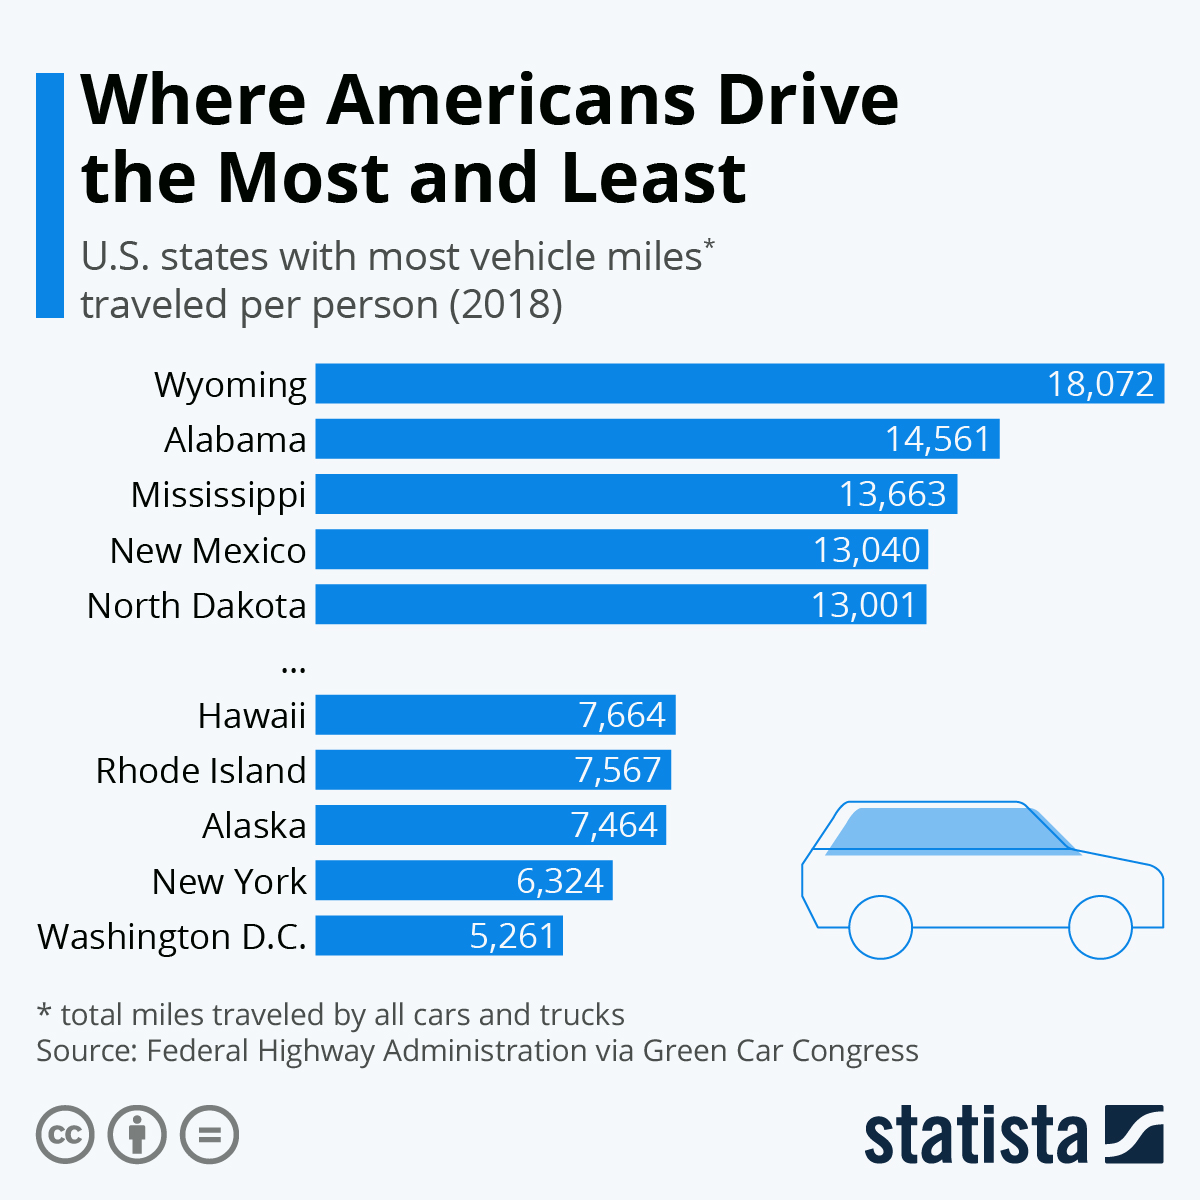 Where Americans Drive
the Most and Least
U.S. states with most vehicle miles*
traveled per person (2018)
Wyoming 18,072
Alabama 14,561
Mississippi 13,663
New Mexico 13,040
North Dakota 13,001
...
Hawaii 7,664
Rhode Island 7,567
Alaska 7,464
New York 6,324
Washington D.C. 5,261
* total miles traveled by all cars and trucks
Source: Federal Highway Administration via Green Car Congress
cc
statista